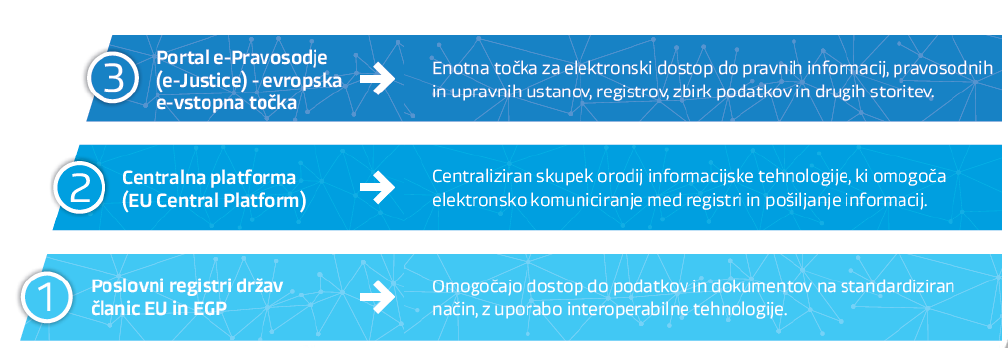 3
Portal e-Pravosodje
(e-Justice) - evropska
e-vstopna točka
Enotna točka za elektronski dostop do pravnih informacij, pravosodnih
in upravnih ustanov, registrov, zbirk podatkov in drugih storitev.
2
Centralna platforma
(EU Central Platform)
Centraliziran skupek orodij informacijske tehnologije, ki omogoča
elektronsko komuniciranje med registri in pošiljanje informacij.
1
Poslovni registri držav
članic EU in EGP
Omogočajo dostop do podatkov in dokumentov na standardiziran
način, z uporabo interoperabilne tehnologije.